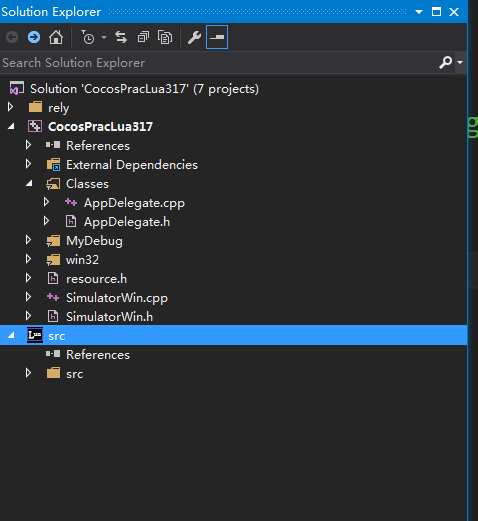 Solution Explorer
Search Solution Explorer
Solution 'CocosPracLua317' (7 projects)
rely
CocosPracLua317
References
External Dependencies
Classes
AppDelegate.cpp
AppDelegate.h
MyDebug
win32
resource.h
SimulatorWin.cpp
SimulatorWin.h
Lua src
References
src